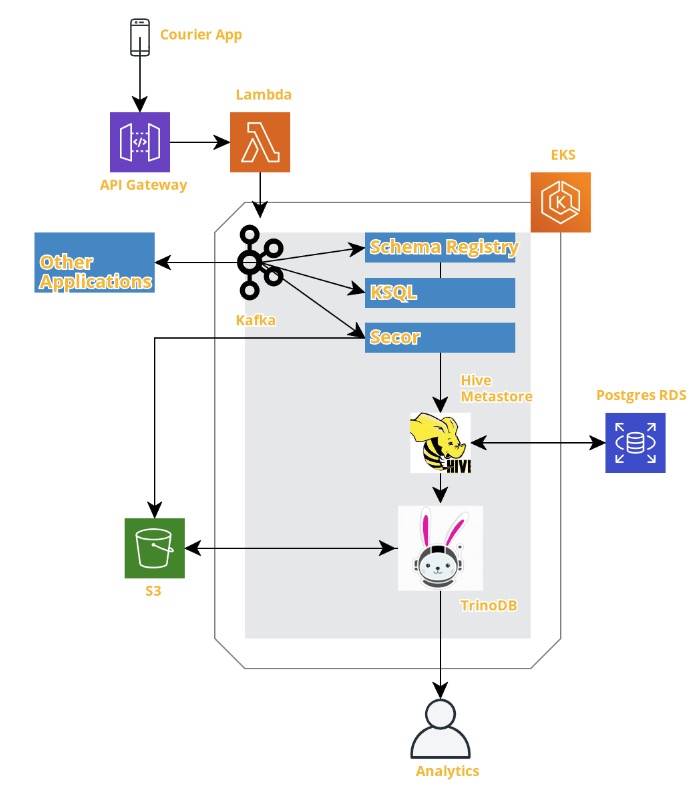 Courier App
Lambda
API Gateway
EKS
K
Other
Applications
Schema Registry
KSQL
Secor
Kafka
Hive
Metastore
Postgres RDS
HIVE
S3
TrinoDB
Analytics